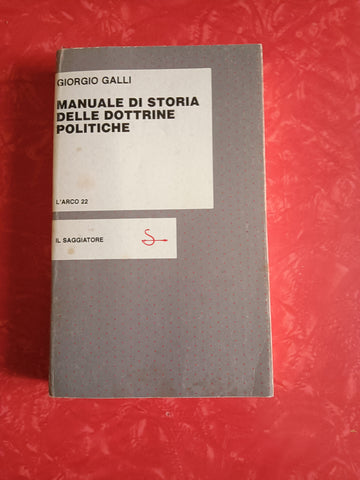 GIORGIO GALLI
MANUALE DI STORIA
DELLE DOTTRINE
POLITICHE
L'ARCO 22
IL SAGGIATORE